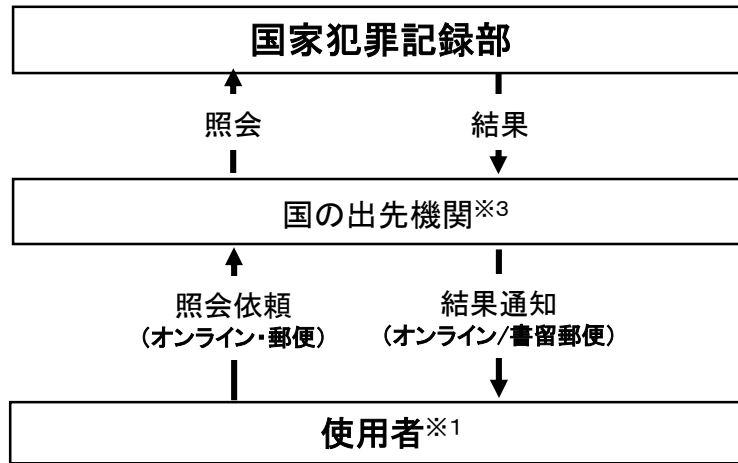 国家犯罪記録部
照会 結果
国の出先機関※3
照会依頼 結果通知
（オンライン・郵便） （オンライン/書留郵便）
使用者※1